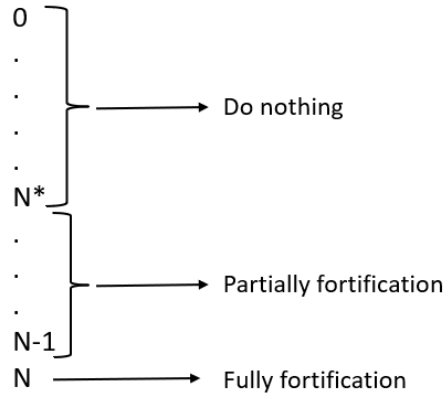 0
.
.
.
.
Do nothing
N*
.
.
.
Partially fortification
N-1
N
Fully fortification